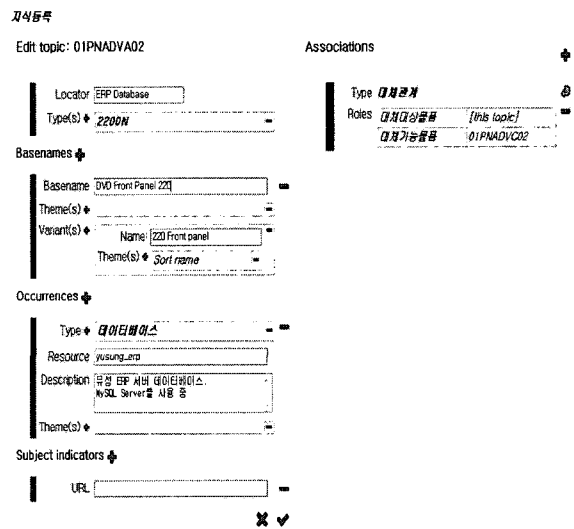 지식등록
Edit topic: 01PNADVA02
Locator ERP Database
Type(s) 2200N
Basenames
Basename DVD Front Panel 220
Theme(s)
Variant(s) Name: 220 Front panel
Theme(s) Sort name
Occurrences
Type 데이터베이스
Resource yusung_erp
Description 유성 ERP 서버 데이터베이스.
MySQL Server를 사용 중
Theme(s)
Subject indicators
URL
Associations
Type 대체관계
Roles 대체대상물품 [this topic]
대체가능물품 01PNADVC02